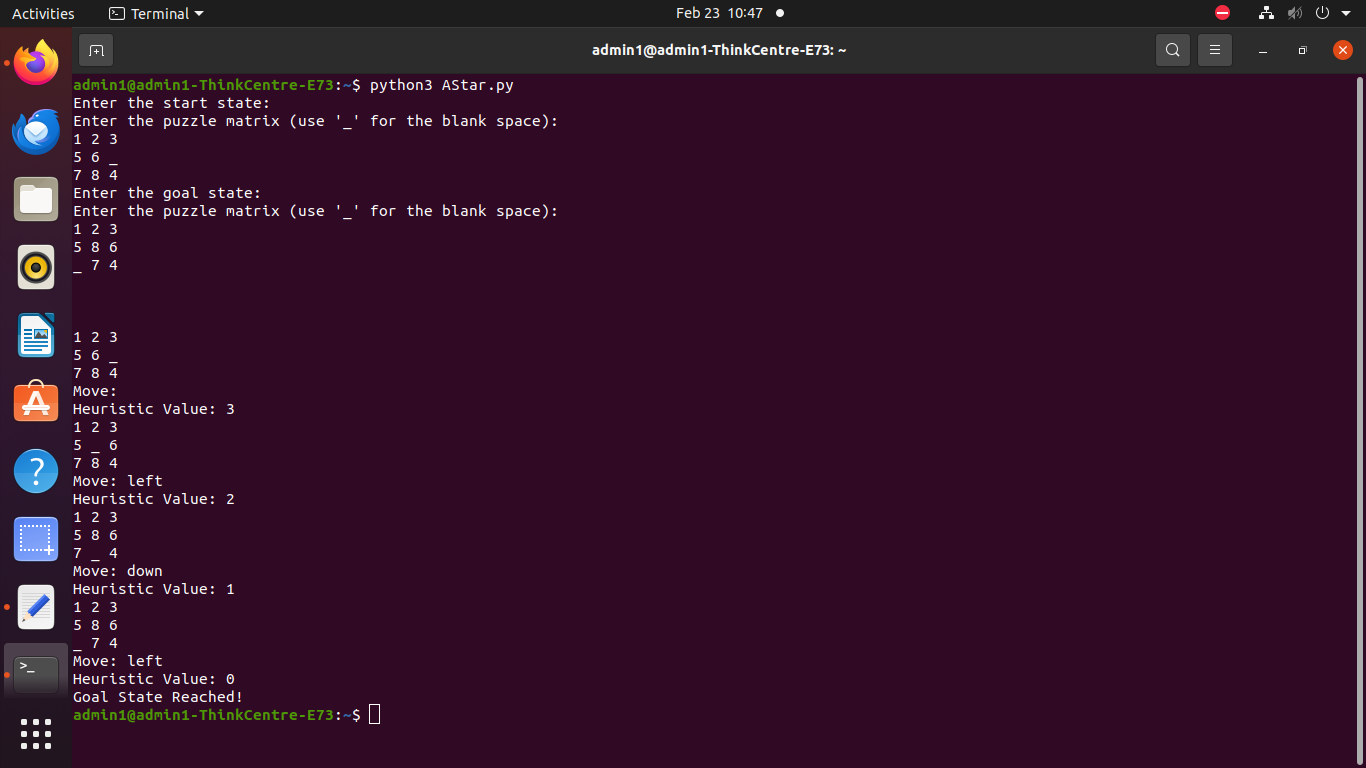 Activities
Terminal
Feb 23 10:47
admin1@admin1-ThinkCentre-E73: ~
admin1@admin1-ThinkCentre-E73:~$ python3 AStar.py
Enter the start state:
Enter the puzzle matrix (use '_' for the blank space):
1 2 3
5 6 _
7 8 4
Enter the goal state:
Enter the puzzle matrix (use '_' for the blank space):
1 2 3
5 8 6
_ 7 4
1 2 3
5 6 _
7 8 4
Move:
Heuristic Value: 3
1 2 3
5 _ 6
7 8 4
Move: left
Heuristic Value: 2
1 2 3
5 8 6
7 _ 4
Move: down
Heuristic Value: 1
1 2 3
5 8 6
_ 7 4
Move: left
Heuristic Value: 0
Goal State Reached!
admin1@admin1-ThinkCentre-E73:~$